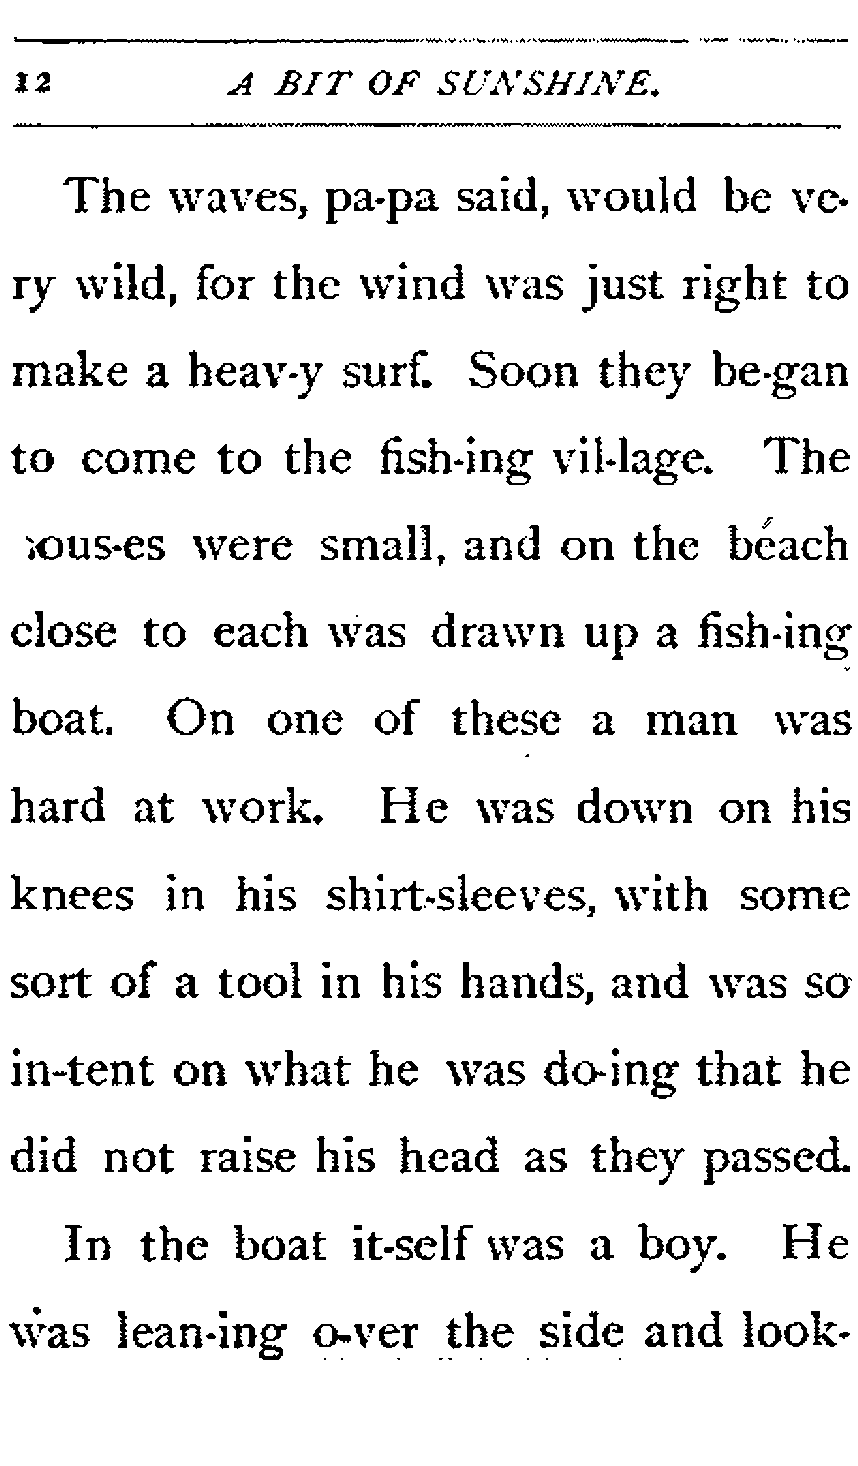 12 A BIT OF SUNSHINE.
The waves, pa-pa said, would be ve-
ry wild, for the wind was just right to
make a heav-y surf. Soon they be-gan
to come to the fish-ing vil-lage. The
hous-es were small, and on the beach
close to each was drawn up a fish-ing
boat. On one of these a man was
hard at work. He was down on his
knees in his shirt-sleeves, with some
sort of a tool in his hands, and was so
in-tent on what he was do-ing that he
did not raise his head as they passed.
In the boat it-self was a boy. He
was lean-ing o-ver the side and look-